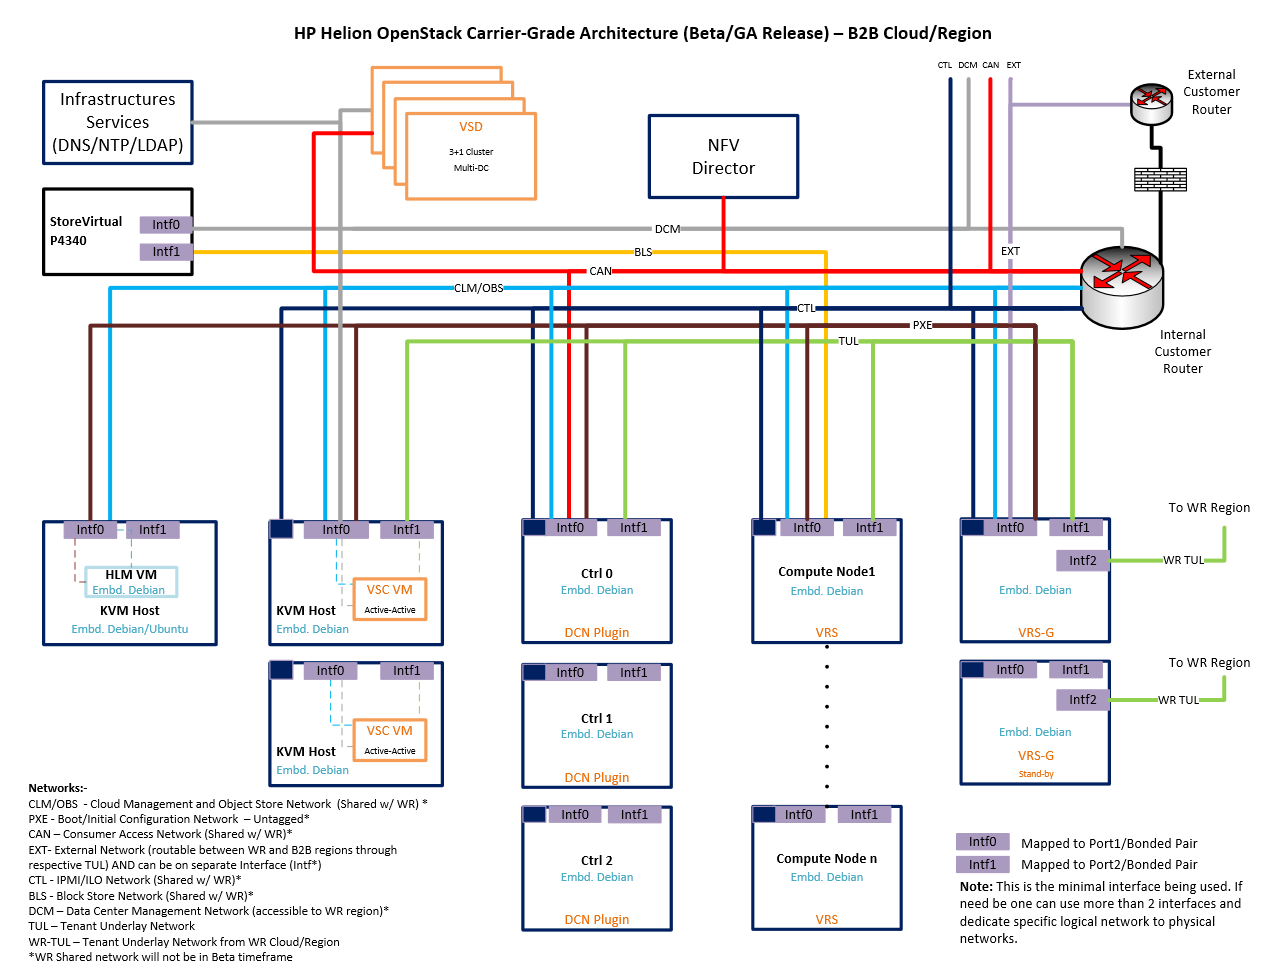 HP Helion OpenStack Carrier-Grade Architecture (Beta/GA Release) – B2B Cloud/Region
CTL DCM CAN EXT
External
Customer
Router
Infrastructures
Services
(DNS/NTP/LDAP)
VSD
3+1 Cluster
Multi-DC
NFV
Director
StoreVirtual
P4340
Intf0
Intf1
DCM
BLS
EXT
CAN
CLM/OBS
CTL
PXE
TUL
Internal
Customer
Router
Intf0 Intf1
HLM VM
Embd. Debian
KVM Host
Embd. Debian/Ubuntu
Intf0 Intf1
VSC VM
Active-Active
KVM Host
Embd. Debian
Intf0 Intf1
Ctrl 0
Embd. Debian
DCN Plugin
Intf0 Intf1
Compute Node1
Embd. Debian
VRS
Intf0 Intf1
Intf2
Embd. Debian
VRS-G
To WR Region
WR TUL
Intf0 Intf1
VSC VM
Active-Active
KVM Host
Embd. Debian
Intf0 Intf1
Ctrl 1
Embd. Debian
DCN Plugin
Intf0 Intf1
Intf2
Embd. Debian
VRS-G
Stand-by
To WR Region
WR TUL
Intf0 Intf1
Ctrl 2
Embd. Debian
DCN Plugin
Intf0 Intf1
Compute Node n
Embd. Debian
VRS
Networks:-
CLM/OBS - Cloud Management and Object Store Network (Shared w/ WR) *
PXE - Boot/Initial Configuration Network – Untagged*
CAN – Consumer Access Network (Shared w/ WR)*
EXT- External Network (routable between WR and B2B regions through
respective TUL) AND can be on separate Interface (Intf*)
CTL - IPMI/ILO Network (Shared w/ WR)*
BLS - Block Store Network (Shared w/ WR)*
DCM – Data Center Management Network (accessible to WR region)*
TUL – Tenant Underlay Network
WR-TUL – Tenant Underlay Network from WR Cloud/Region
*WR Shared network will not be in Beta timeframe
Intf0 Mapped to Port1/Bonded Pair
Intf1 Mapped to Port2/Bonded Pair
Note: This is the minimal interface being used. If
need be one can use more than 2 interfaces and
dedicate specific logical network to physical
networks.